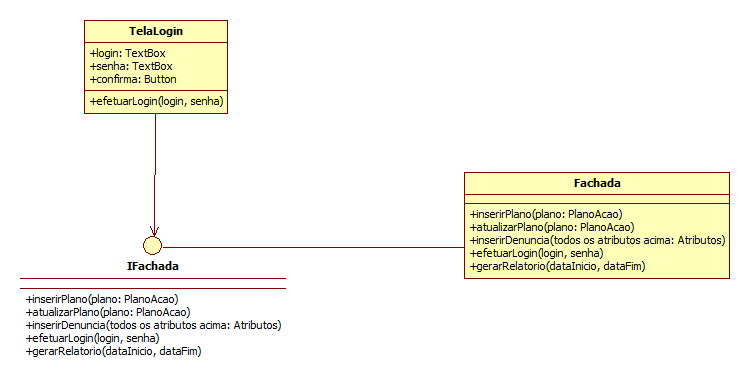 TelaLogin
+login: TextBox
+senha: TextBox
+confirma: Button
+efetuarLogin(login, senha)
Fachada
+inserirPlano(plano: PlanoAcao)
+atualizarPlano(plano: PlanoAcao)
+inserirDenuncia(todos os atributos acima: Atributos)
+efetuarLogin(login, senha)
+gerarRelatorio(dataInicio, dataFim)
IFachada
+inserirPlano(plano: PlanoAcao)
+atualizarPlano(plano: PlanoAcao)
+inserirDenuncia(todos os atributos acima: Atributos)
+efetuarLogin(login, senha)
+gerarRelatorio(dataInicio, dataFim)